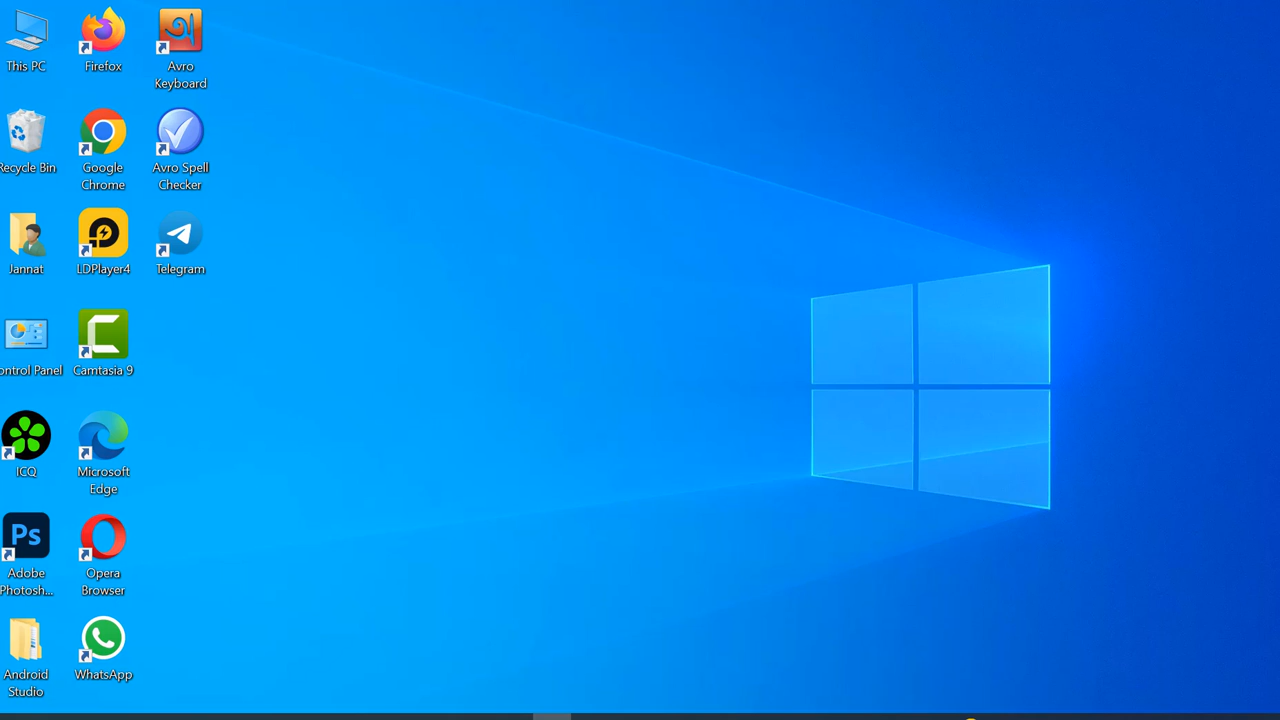 This PC
Firefox
Avro
Keyboard
অ
Recycle Bin
Google
Chrome
Avro Spell
Checker
Jannat
LDPlayer4
Telegram
ontrol Panel
Camtasia 9
ICQ
Microsoft
Edge
Ps
Adobe
Photosh...
Opera
Browser
Android
Studio
WhatsApp